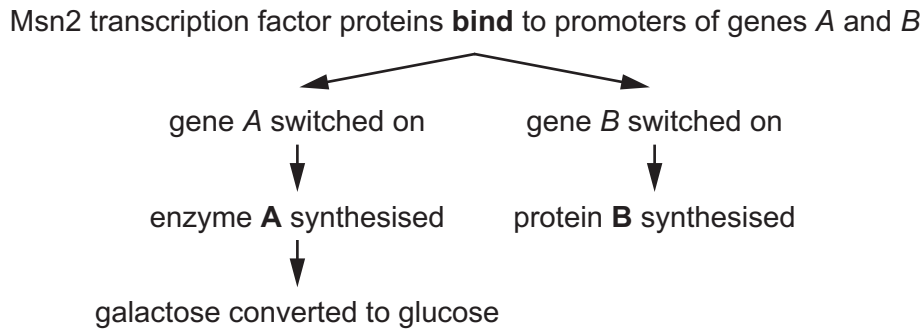 Msn2 transcription factor proteins bind to promoters of genes A and B
gene A switched on
gene B switched on
enzyme A synthesised
protein B synthesised
galactose converted to glucose